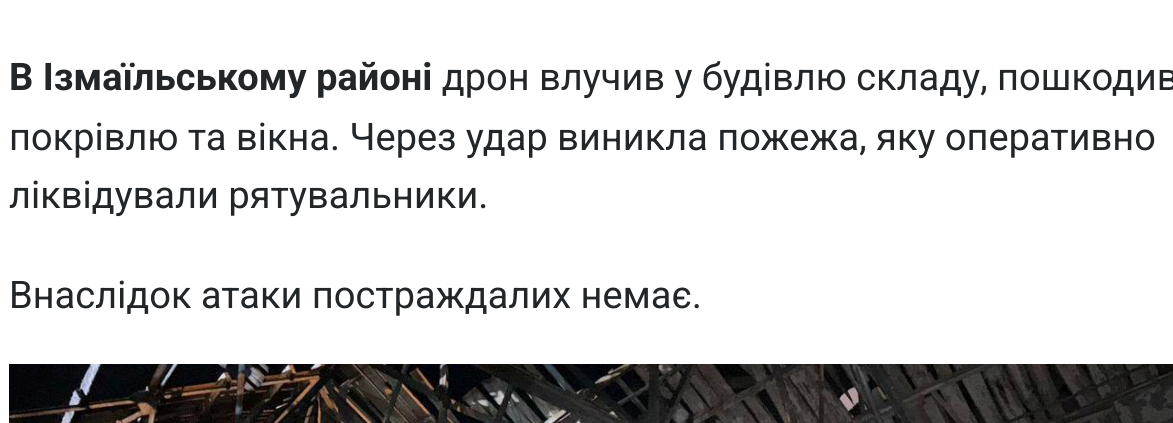 В Ізмаїльському районі дрон влучив у будівлю складу, пошкодив
покрівлю та вікна. Через удар виникла пожежа, яку оперативно
ліквідували рятувальники.
Внаслідок атаки постраждалих немає.